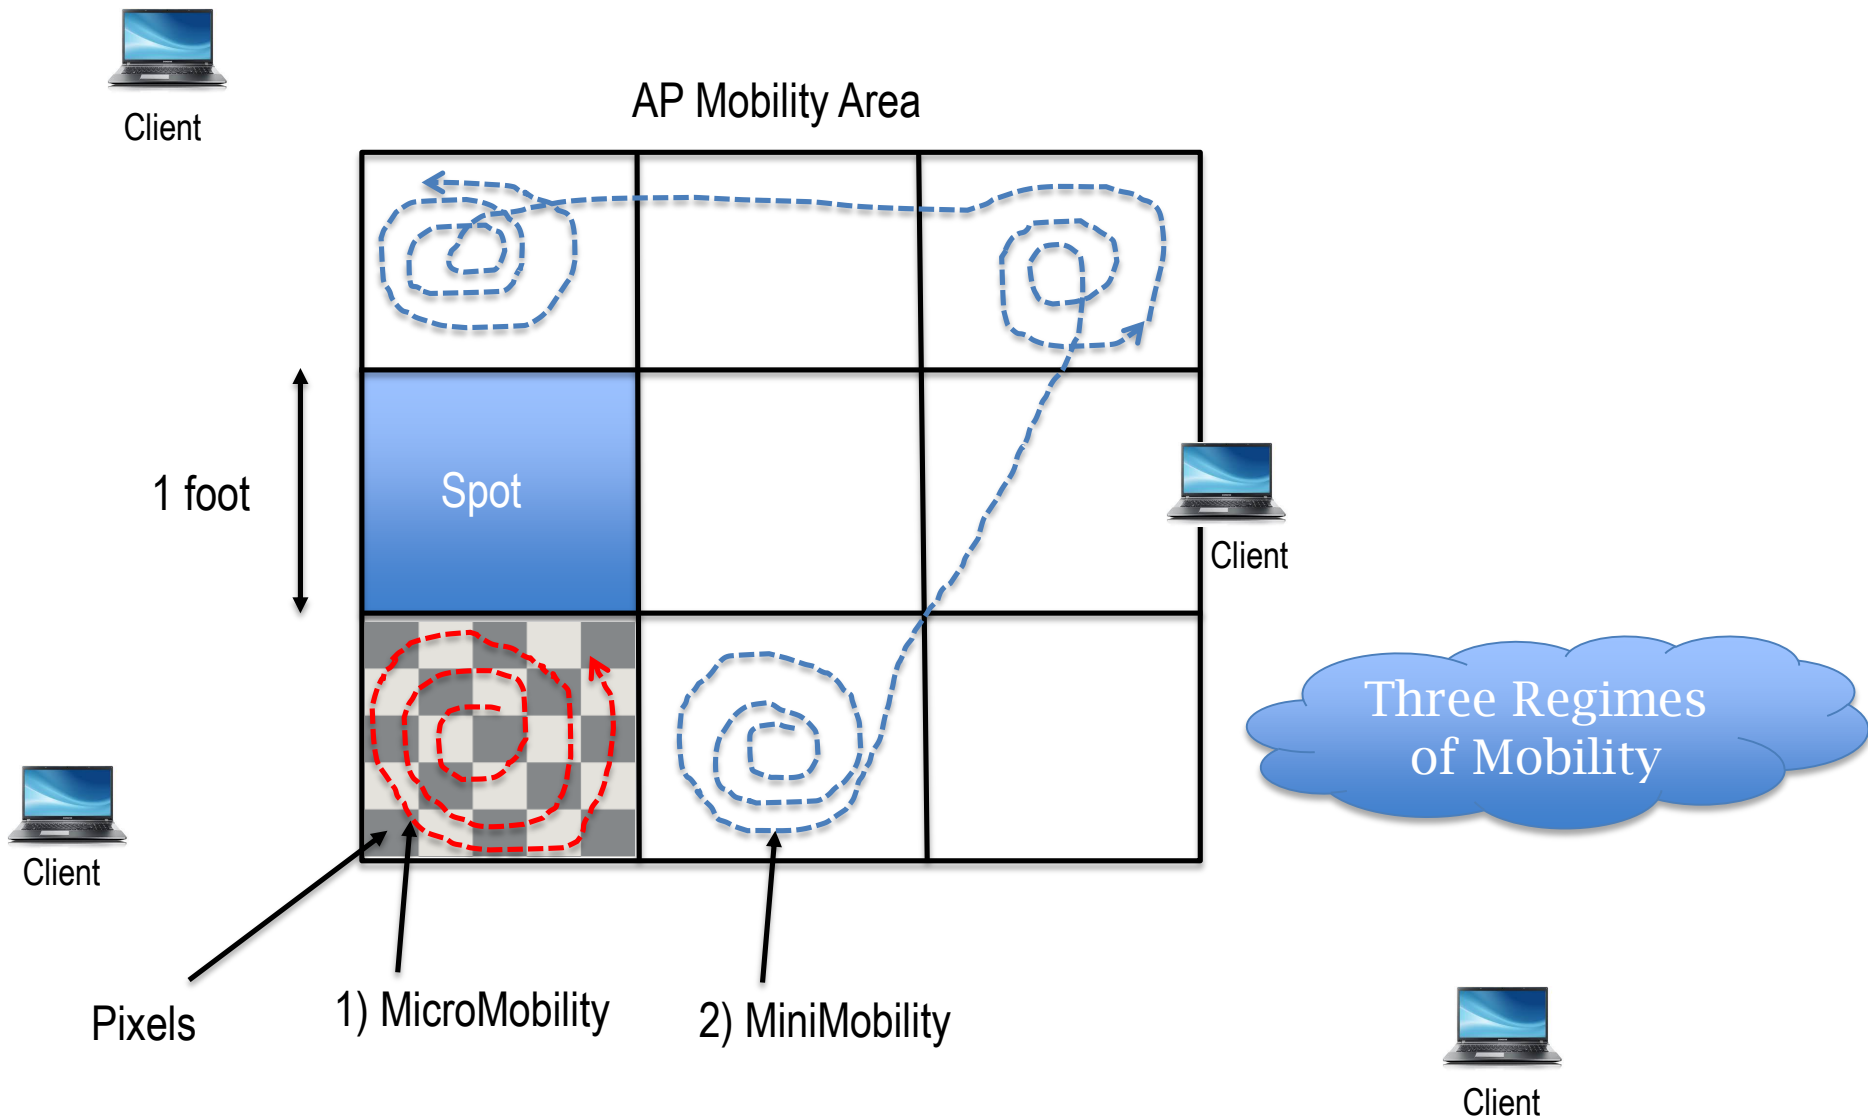 Client
AP Mobility Area
1 foot
Spot
Client
Three Regimes
of Mobility
Client
Pixels
1) MicroMobility
2) MiniMobility
Client